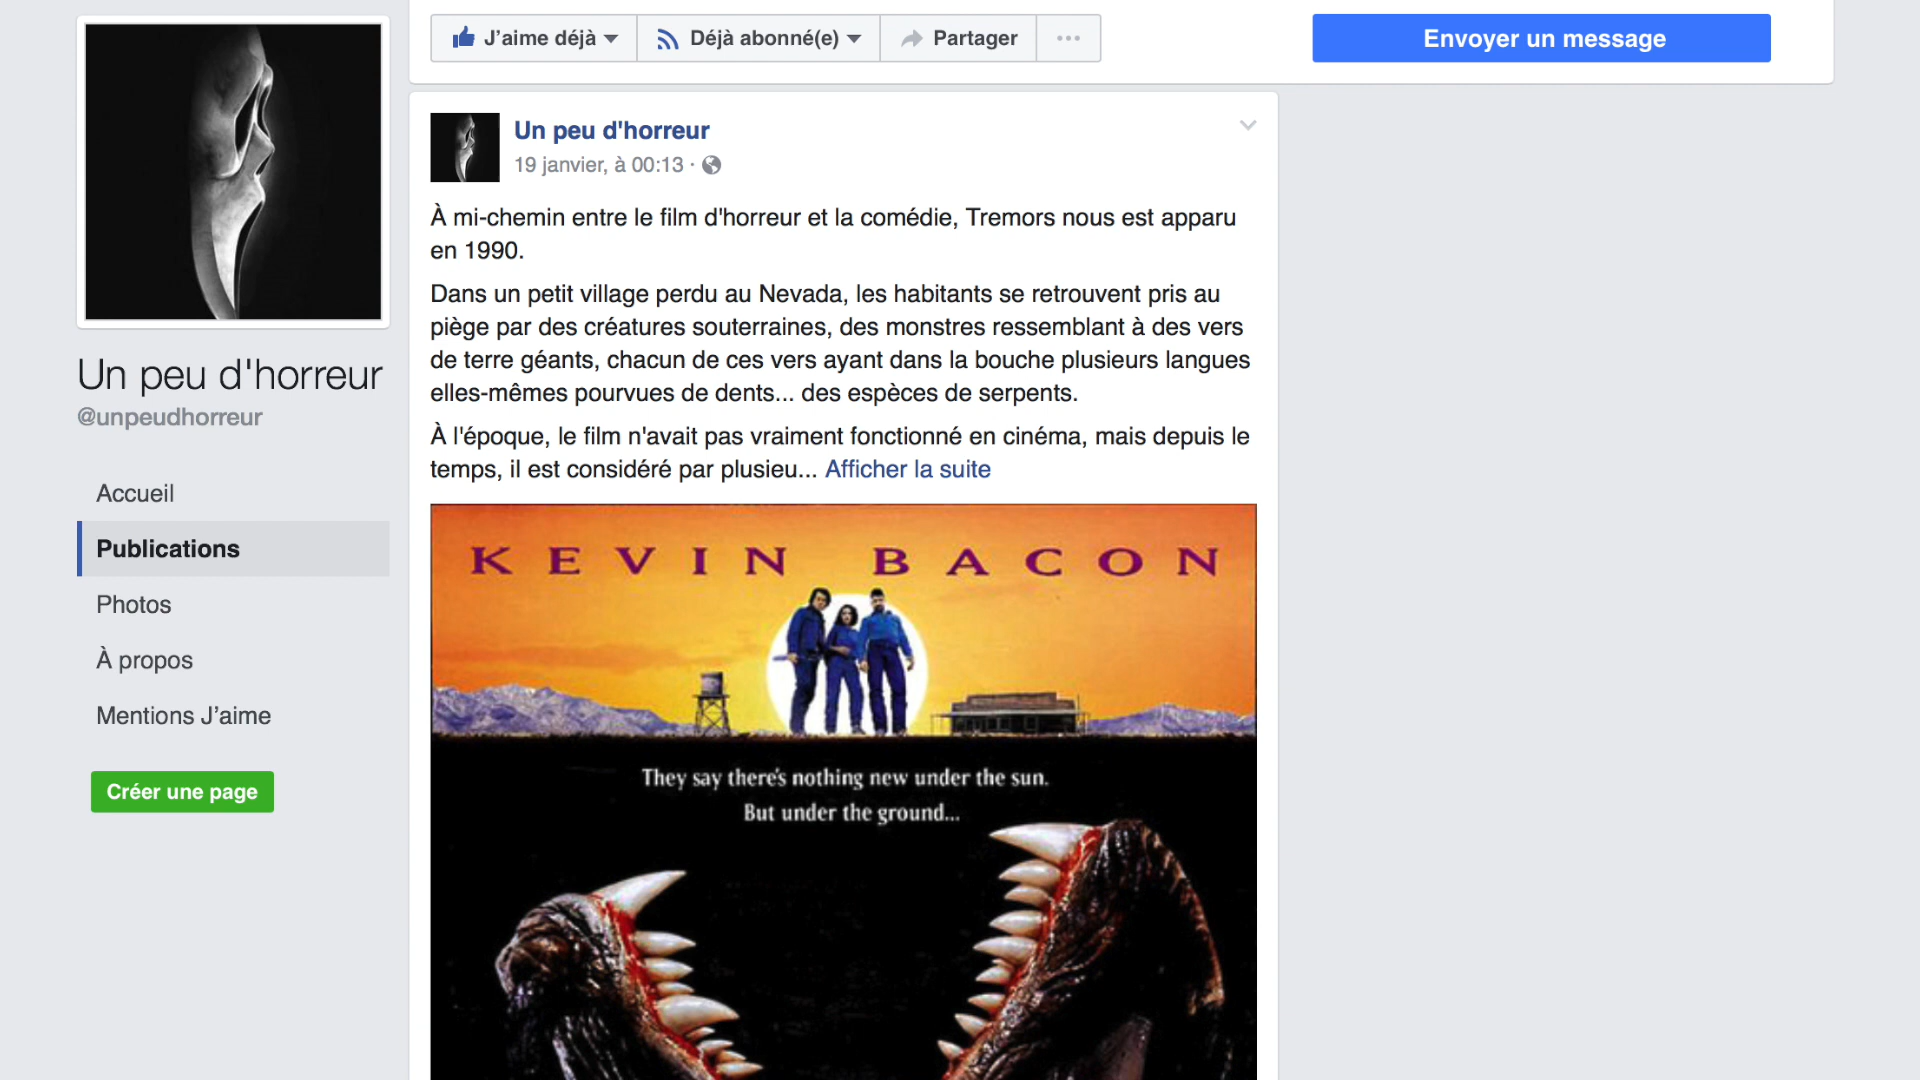 J’aime déjà
Déjà abonné(e)
Partager
Envoyer un message
Un peu d'horreur
@unpeudhorreur
Accueil
Publications
Photos
À propos
Mentions J’aime
Créer une page
Un peu d'horreur
19 janvier, à 00:13 ·
À mi-chemin entre le film d'horreur et la comédie, Tremors nous est apparu
en 1990.
Dans un petit village perdu au Nevada, les habitants se retrouvent pris au
piège par des créatures souterraines, des monstres ressemblant à des vers
de terre géants, chacun de ces vers ayant dans la bouche plusieurs langues
elles-mêmes pourvues de dents... des espèces de serpents.
À l'époque, le film n'avait pas vraiment fonctionné en cinéma, mais depuis le
temps, il est considéré par plusieu... Afficher la suite
KEVIN BACON
They say there's nothing new under the sun.
But under the ground...